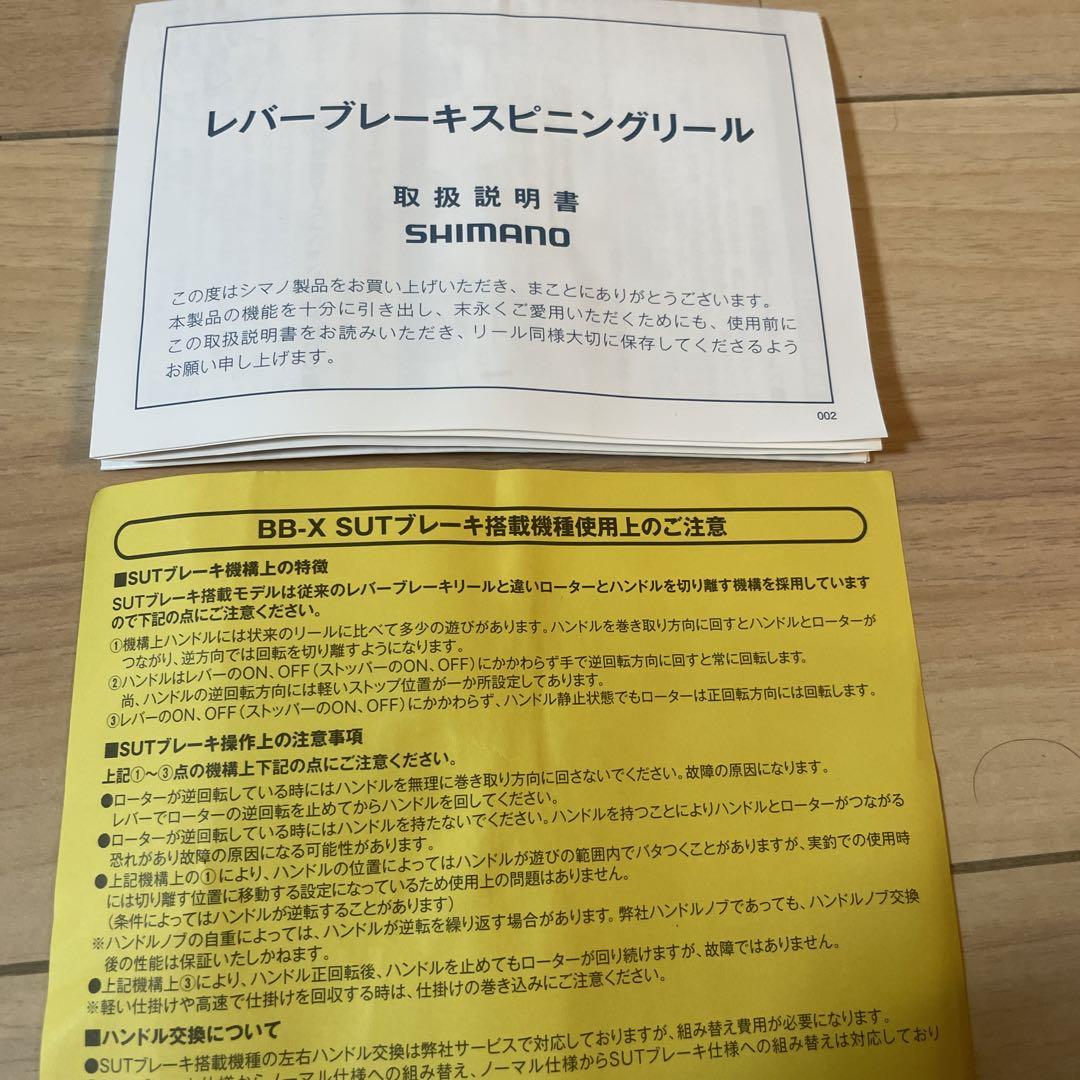 レバーブレーキスピニングリール
取扱説明書
SHIMANO
この度はシマノ製品をお買い上げいただき、まことにありがとうございます。
本製品の機能を十分に引き出し、末永くご愛用いただくためにも、使用前に
この取扱説明書をお読みいただき、リール同様大切に保存してくださるよう
お願い申し上げます。
002
BB-X SUTブレーキ搭載機種使用上のご注意
■SUTブレーキ機構上の特徴
SUTブレーキ搭載モデルは従来のレバーブレーキリールと違いローターとハンドルを切り離す機構を採用しています
ので下記の点にご注意ください。
①機構上ハンドルには状来のリールに比べて多少の遊びがあります。ハンドルを巻き取り方向に回すとハンドルとローターが
つながり、逆方向では回転を切り離すようになります。
②ハンドルはレバーのON、OFF(ストッパーのON、OFF)にかかわらず手で逆回転方向に回すと常に回転します。
尚、ハンドルの逆回転方向には軽いストップ位置が一か所設定してあります。
③レバーのON、OFF(ストッパーのON、OFF)にかかわらず、ハンドル静止状態でもローターは正回転方向には回転します。
■SUTブレーキ操作上の注意事項
上記①〜③点の機構上下記の点にご注意ください。
●ローターが逆回転している時にはハンドルを無理に巻き取り方向に回さないでください。故障の原因になります。
レバーでローターの逆回転を止めてからハンドルを回してください。
●ローターが逆回転している時にはハンドルを持たないでください。ハンドルを持つことによりハンドルとローターがつながる
恐れがあり故障の原因になる可能性があります。
●上記機構上の①により、ハンドルの位置によってはハンドルが遊びの範囲内でバタつくことがありますが、実釣での使用時
には切り離す位置に移動する設定になっているため使用上の問題はありません。
(条件によってはハンドルが逆転することがあります)
※ハンドルノブの自重によっては、ハンドルが逆転を繰り返す場合があります。弊社ハンドルノブであっても、ハンドルノブ交換
後の性能は保証いたしかねます。
●上記機構上③により、ハンドル正回転後、ハンドルを止めてもローターが回り続けますが、故障ではありません。
※軽い仕掛けや高速で仕掛けを回収する時は、仕掛けの巻き込みにご注意ください。
■ハンドル交換について
●SUTブレーキ搭載機種の左右ハンドル交換は弊社サービスで対応しておりますが、組み替え費用が必要になります。
仕様からノーマル仕様への組み替え、ノーマル仕様からSUTブレーキ仕様への組み替えは対応しており